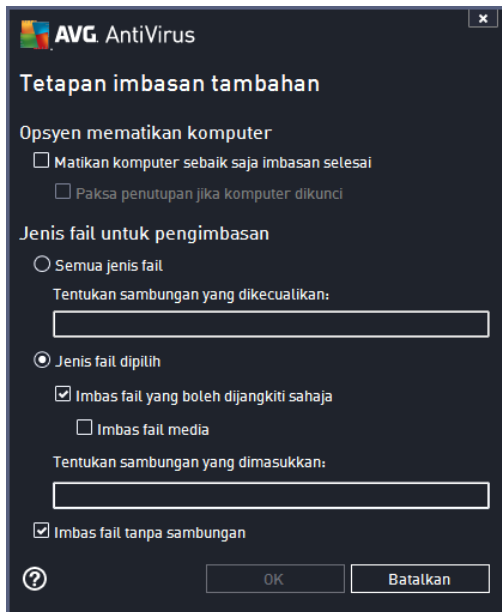 AVG. AntiVirus
Tetapan imbasan tambahan
Opsyen mematikan komputer
Matikan komputer sebaik saja imbasan selesai
Paksa penutupan jika komputer dikunci
Jenis fail untuk pengimbasan
Semua jenis fail
Tentukan sambungan yang dikecualikan:
Jenis fail dipilih
Imbas fail yang boleh dijangkiti sahaja
Imbas fail media
Tentukan sambungan yang dimasukkan:
Imbas fail tanpa sambungan
? OK Batalkan